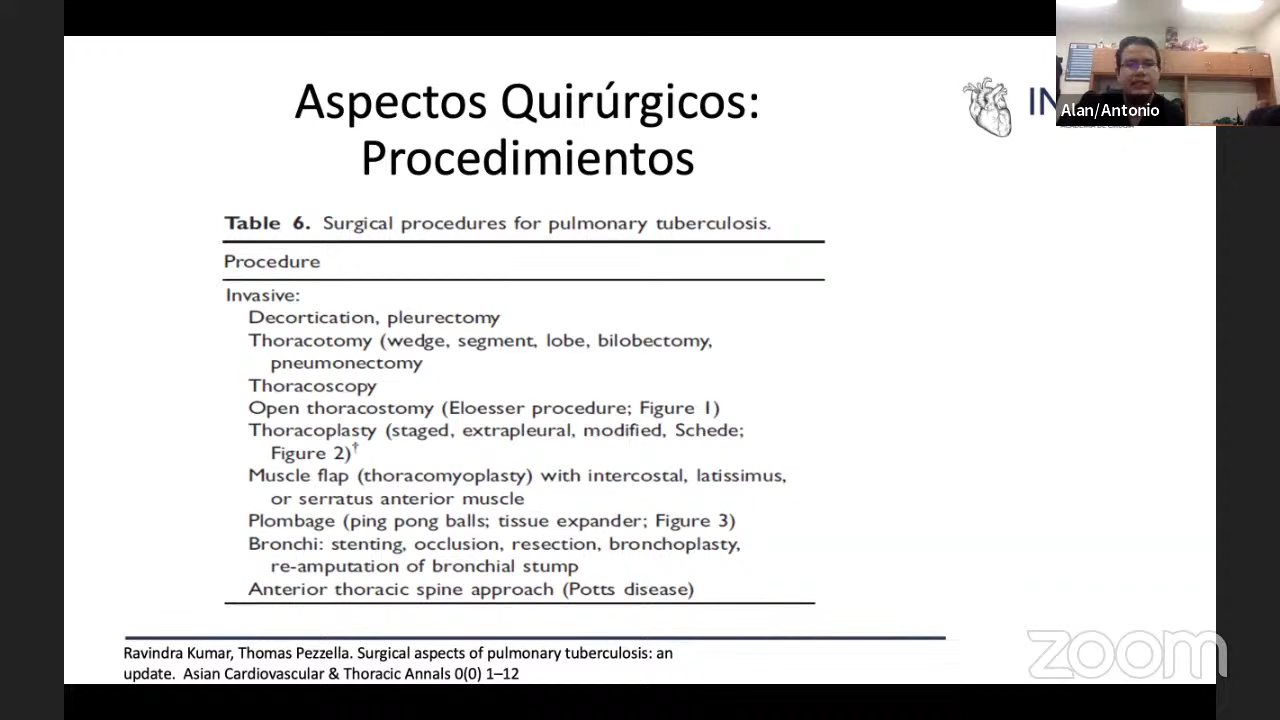 Aspectos Quirúrgicos:
Procedimientos
IN
Alan/Antonio
Table 6. Surgical procedures for pulmonary tuberculosis.
Procedure
Invasive:
Decortication, pleurectomy
Thoracotomy (wedge, segment, lobe, bilobectomy,
pneumonectomy
Thoracoscopy
Open thoracostomy (Eloesser procedure; Figure 1)
Thoracoplasty (staged, extrapleural, modified, Schede;
Figure 2)†
Muscle flap (thoracomyoplasty) with intercostal, latissimus,
or serratus anterior muscle
Plombage (ping pong balls; tissue expander; Figure 3)
Bronchi: stenting, occlusion, resection, bronchoplasty,
re-amputation of bronchial stump
Anterior thoracic spine approach (Potts disease)
Ravindra Kumar, Thomas Pezzella. Surgical aspects of pulmonary tuberculosis: an
update. Asian Cardiovascular & Thoracic Annals 0(0) 1–12
zoom